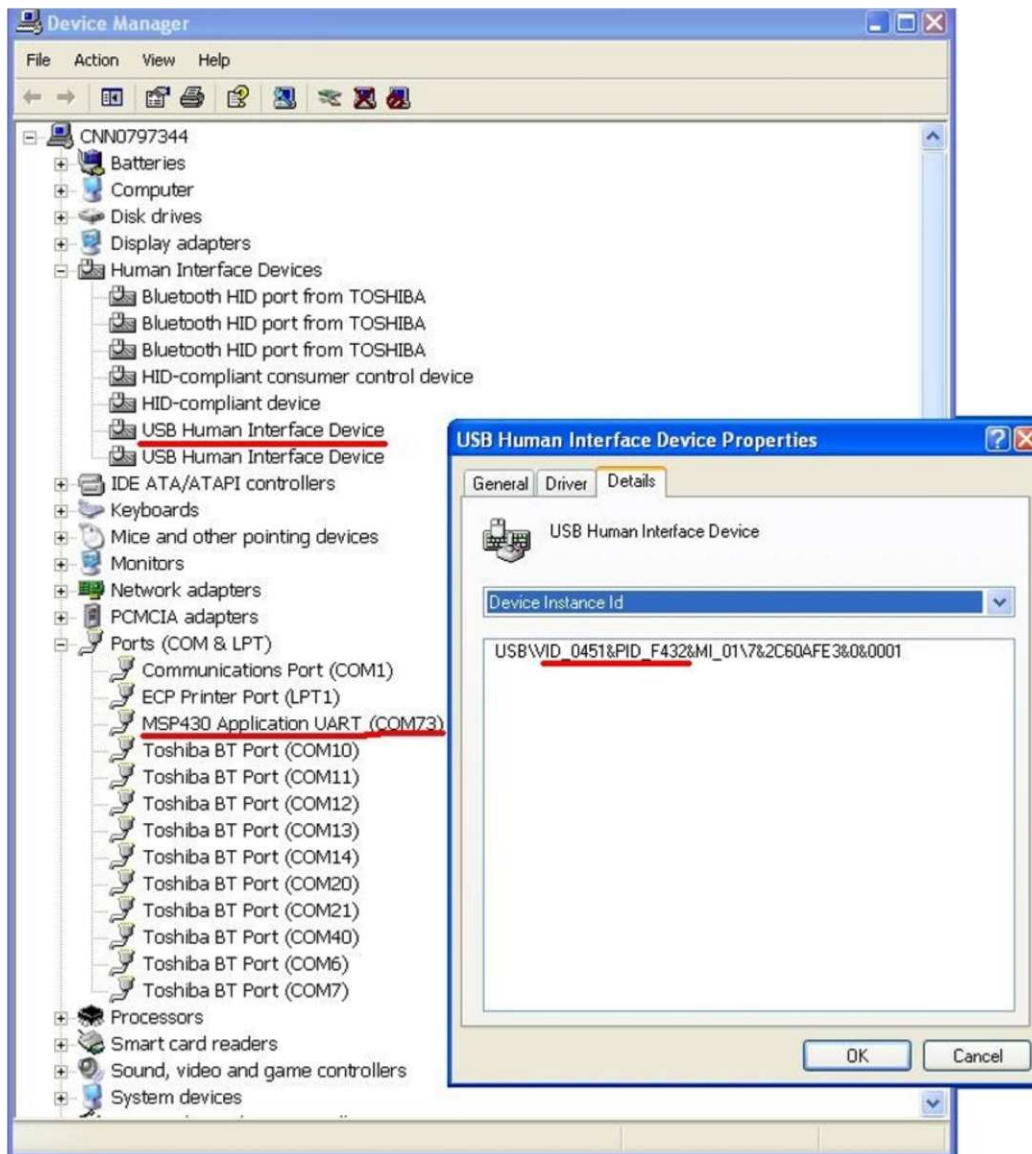 Device Manager
File Action View Help
CNN0797344
Batteries
Computer
Disk drives
Display adapters
Human Interface Devices
Bluetooth HID port from TOSHIBA
Bluetooth HID port from TOSHIBA
Bluetooth HID port from TOSHIBA
HID-compliant consumer control device
HID-compliant device
USB Human Interface Device
USB Human Interface Device
IDE ATA/ATAPI controllers
Keyboards
Mice and other pointing devices
Monitors
Network adapters
PCMCIA adapters
Ports (COM & LPT)
Communications Port (COM1)
ECP Printer Port (LPT1)
MSP430 Application UART (COM73)
Toshiba BT Port (COM10)
Toshiba BT Port (COM11)
Toshiba BT Port (COM12)
Toshiba BT Port (COM13)
Toshiba BT Port (COM14)
Toshiba BT Port (COM20)
Toshiba BT Port (COM21)
Toshiba BT Port (COM40)
Toshiba BT Port (COM6)
Toshiba BT Port (COM7)
Processors
Smart card readers
Sound, video and game controllers
System devices
USB Human Interface Device Properties
General Driver Details
USB Human Interface Device
Device Instance Id
USB\VID_0451&PID_F432&MI_01\7&2C60AFE3&0&0001
OK Cancel